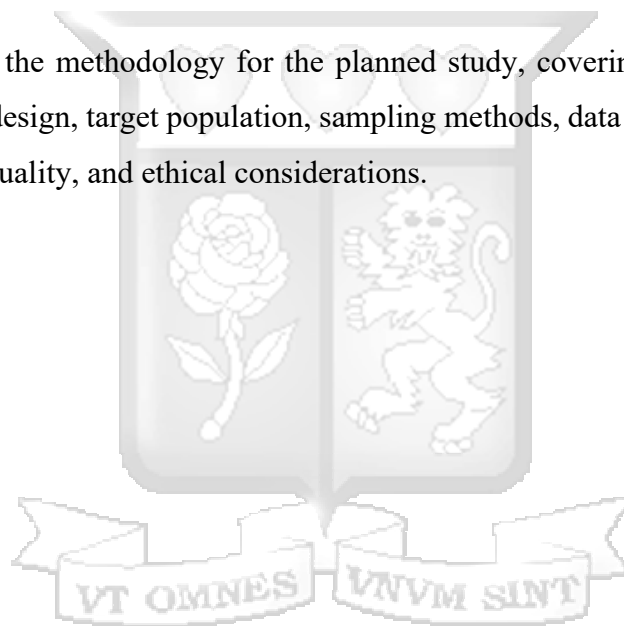 the methodology for the planned study, coverin
design, target population, sampling methods, data
uality, and ethical considerations.
VT OMNES VNVM SINT